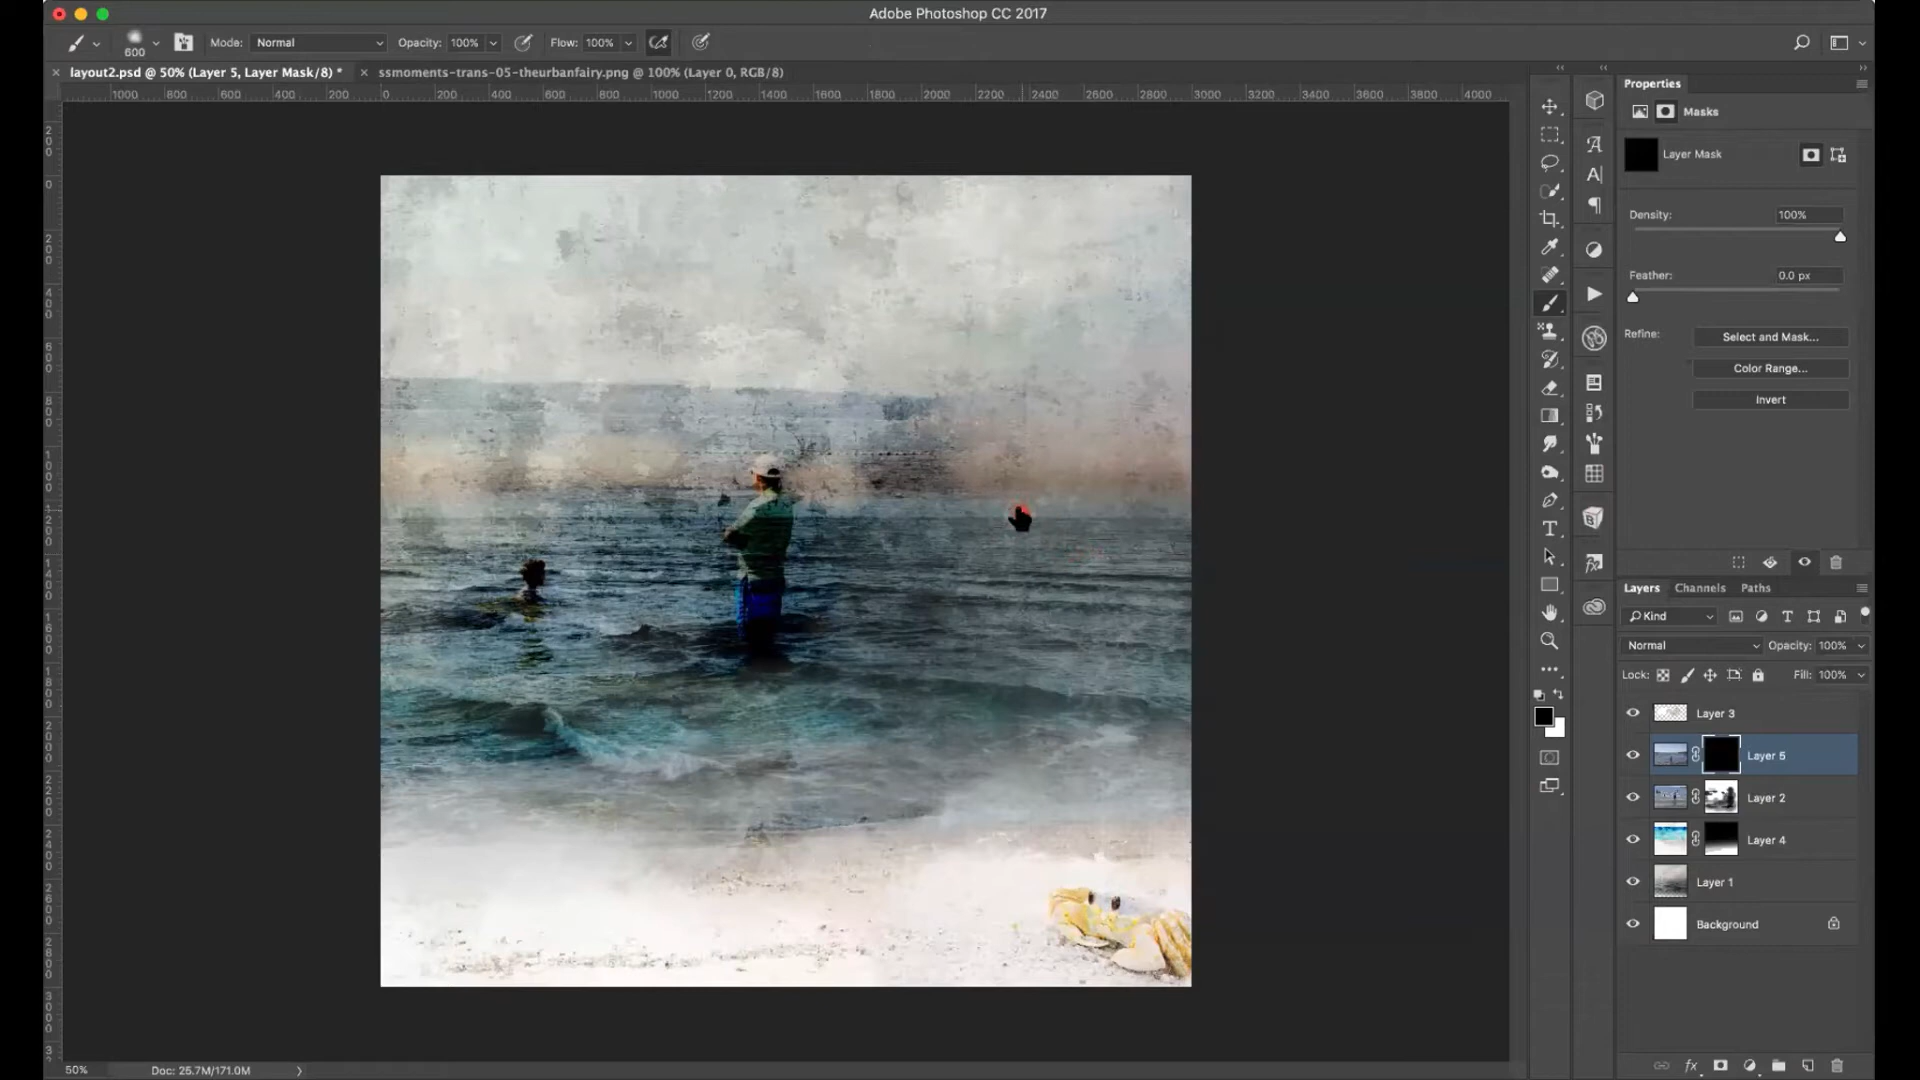 Adobe Photoshop CC 2017
600 Mode: Normal Opacity: 100% Flow: 100%
layout2.psd @ 50% (Layer 5, Layer Mask/8) * ssmoments-trans-05-theurbanfairy.png @ 100% (Layer 0, RGB/8)
1000 800 600 400 200 0 200 400 600 800 1000 1200 1400 1600 1800 2000 2200 2400 2600 2800 3000 3200 3400 3600 3800 4000
Properties
Masks
Layer Mask
Density: 100%
Feather: 0.0 px
Refine: Select and Mask...
Color Range...
Invert
Layers Channels Paths
Kind
Normal Opacity: 100%
Lock: Fill: 100%
Layer 3
Layer 5
Layer 2
Layer 4
Layer 1
Background
50% Doc: 25.7M/171.0M